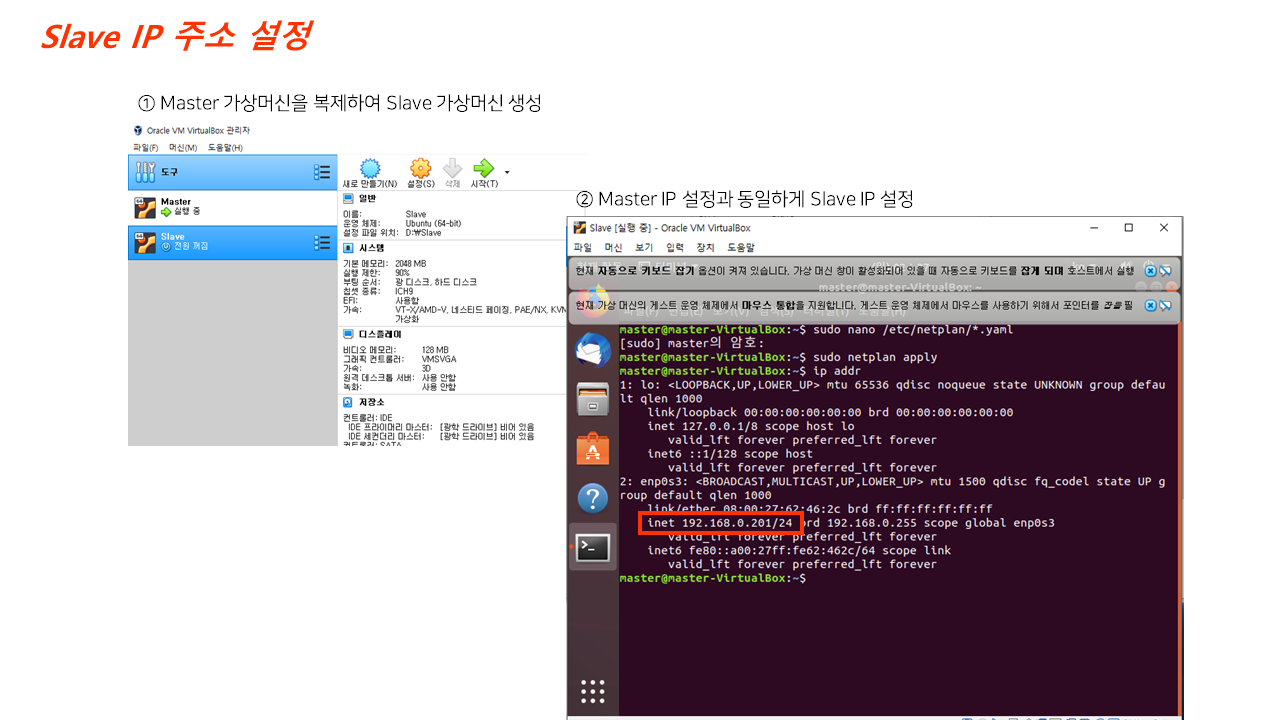 Slave IP 주소 설정
① Master 가상머신을 복제하여 Slave 가상머신 생성
Oracle VM VirtualBox 관리자
파일(F) 머신(M) 도움말(H)
도구
새로 만들기(N) 설정(S) 삭제 시작(T)
Master
실행 중
Slave
전원 꺼짐
일반
이름: Slave
운영 체제: Ubuntu (64-bit)
설정 파일 위치: D:₩Slave
시스템
기본 메모리: 2048 MB
실행 제한: 90%
부팅 순서: 광 디스크, 하드 디스크
칩셋 종류: ICH9
EFI: 사용함
가속: VT-x/AMD-V, 네스티드 페이징, PAE/NX, KVM
가상화
디스플레이
비디오 메모리: 128 MB
그래픽 컨트롤러: VMSVGA
가속: 3D
원격 데스크톱 서버: 사용 안함
녹화: 사용 안함
저장소
컨트롤러: IDE
IDE 프라이머리 마스터: [광학 드라이브] 비어 있음
IDE 세컨더리 마스터: [광학 드라이브] 비어 있음
컨트롤러: SATA
② Master IP 설정과 동일하게 Slave IP 설정
Slave [실행 중] - Oracle VM VirtualBox
파일 머신 보기 입력 장치 도움말
현재 자동으로 키보드 잡기 옵션이 켜져 있습니다. 가상 머신 창이 활성화되어 있을 때 자동으로 키보드를 잡게 되며 호스트에서 실행
master@master-VirtualBox: ~
현재 가상 머신의 게스트 운영 체제에서 마우스 통합을 지원합니다. 게스트 운영 체제에서 마우스를 사용하기 위해서 포인터를 잡을 필
master@master-VirtualBox:~$ sudo nano /etc/netplan/*.yaml
[sudo] master의 암호:
master@master-VirtualBox:~$ sudo netplan apply
master@master-VirtualBox:~$ ip addr
1: lo: <LOOPBACK,UP,LOWER_UP> mtu 65536 qdisc noqueue state UNKNOWN group defau
lt qlen 1000
link/loopback 00:00:00:00:00:00 brd 00:00:00:00:00:00
inet 127.0.0.1/8 scope host lo
valid_lft forever preferred_lft forever
inet6 ::1/128 scope host
valid_lft forever preferred_lft forever
2: enp0s3: <BROADCAST,MULTICAST,UP,LOWER_UP> mtu 1500 qdisc fq_codel state UP g
roup default qlen 1000
link/ether 08:00:27:62:46:2c brd ff:ff:ff:ff:ff:ff
inet 192.168.0.201/24 brd 192.168.0.255 scope global enp0s3
valid_lft forever preferred_lft forever
inet6 fe80::a00:27ff:fe62:462c/64 scope link
valid_lft forever preferred_lft forever
master@master-VirtualBox:~$